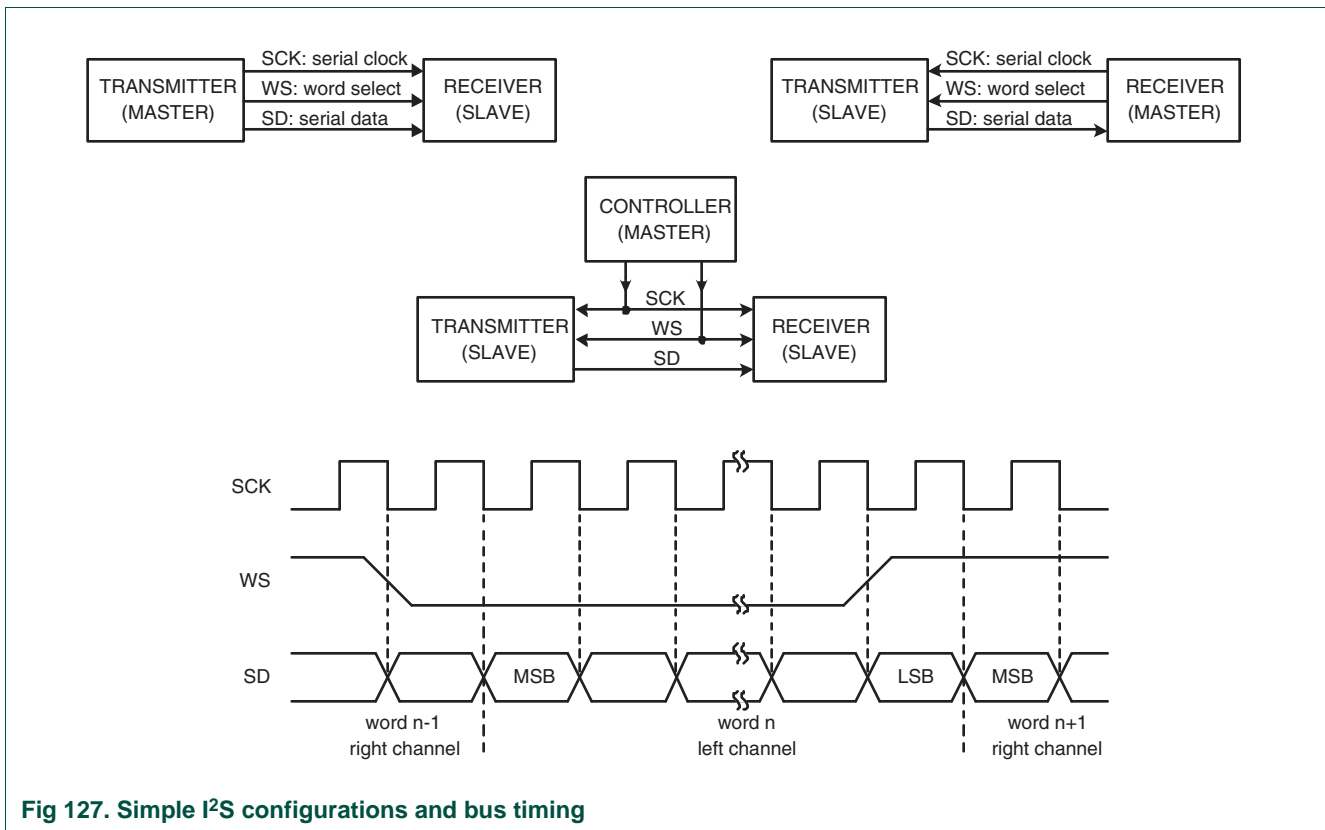 TRANSMITTER
(MASTER)
SCK: serial clock
WS: word select
SD: serial data
RECEIVER
(SLAVE)
TRANSMITTER
(SLAVE)
SCK: serial clock
WS: word select
SD: serial data
RECEIVER
(MASTER)
CONTROLLER
(MASTER)
TRANSMITTER
(SLAVE)
SCK
WS
SD
RECEIVER
(SLAVE)
SCK
WS
SD
MSB
LSB
MSB
word n-1
right channel
word n
left channel
word n+1
right channel
Fig 127. Simple I²S configurations and bus timing